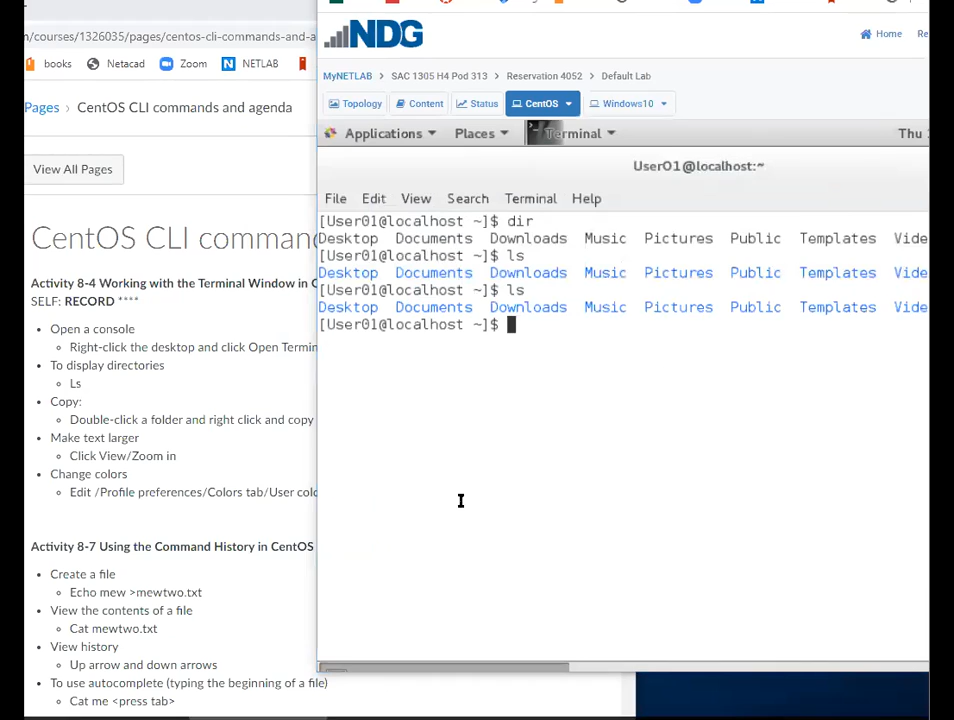 /courses/1326035/pages/centos-cli-commands-and-a
books Netacad Zoom NETLAB
Pages > CentOS CLI commands and agenda
View All Pages
CentOS CLI command
Activity 8-4 Working with the Terminal Window in C
SELF: RECORD ****
• Open a console
◦ Right-click the desktop and click Open Termin
• To display directories
◦ Ls
• Copy:
◦ Double-click a folder and right click and copy
• Make text larger
◦ Click View/Zoom in
• Change colors
◦ Edit /Profile preferences/Colors tab/User colo
Activity 8-7 Using the Command History in CentOS
• Create a file
◦ Echo mew >mewtwo.txt
• View the contents of a file
◦ Cat mewtwo.txt
• View history
◦ Up arrow and down arrows
• To use autocomplete (typing the beginning of a file)
◦ Cat me <press tab>
NDG
Home Re
MyNETLAB > SAC 1305 H4 Pod 313 > Reservation 4052 > Default Lab
Topology Content Status CentOS Windows10
Applications Places Terminal Thu
User01@localhost:~
File Edit View Search Terminal Help
[User01@localhost ~]$ dir
Desktop Documents Downloads Music Pictures Public Templates Vide
[User01@localhost ~]$ ls
Desktop Documents Downloads Music Pictures Public Templates Vide
[User01@localhost ~]$ ls
Desktop Documents Downloads Music Pictures Public Templates Vide
[User01@localhost ~]$